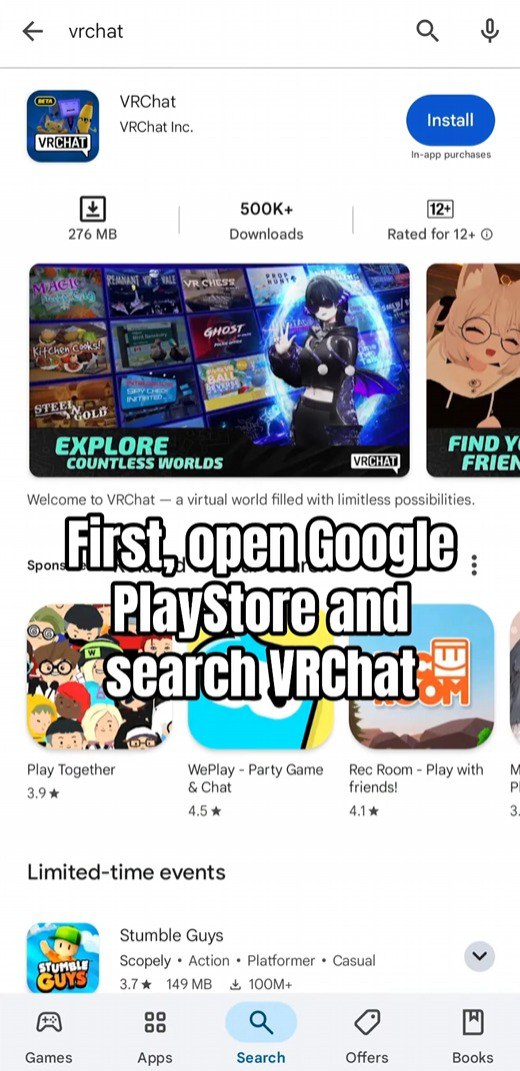 vrchat
BETA
VRCHAT
VRChat
VRChat Inc.
Install
In-app purchases
276 MB
500K+
Downloads
12+
Rated for 12+
MAGIC
REMNANT VALE
VR CHESS
PROP
HUNT
Kitchen Cooks!
GHOST
STEEL N GOLD
EXPLORE
COUNTLESS WORLDS
VRCHAT
FIND Y
FRIEN
Welcome to VRChat — a virtual world filled with limitless possibilities.
Spons
First, open Google
PlayStore and
search VRChat
W
OM
Play Together
3.9★
WePlay - Party Game
& Chat
4.5★
Rec Room - Play with
friends!
4.1★
M
Pl
3.
Limited-time events
STUMBLE
GUYS
Stumble Guys
Scopely • Action • Platformer • Casual
3.7★ 149 MB 100M+
Games
Apps
Search
Offers
Books